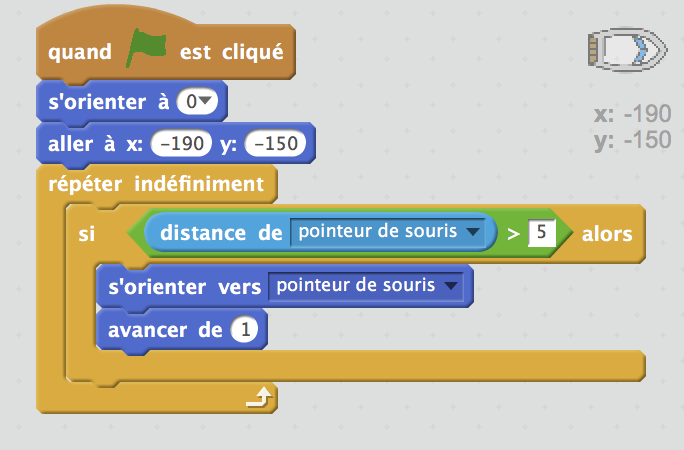 quand est cliqué
s'orienter à 0
aller à x: -190 y: -150
répéter indéfiniment
si distance de pointeur de souris > 5 alors
s'orienter vers pointeur de souris
avancer de 1
x: -190
y: -150